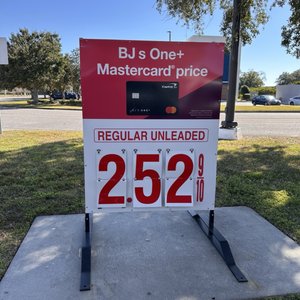 BJ s One+
Mastercard® price
REGULAR UNLEADED
2.52 9/10